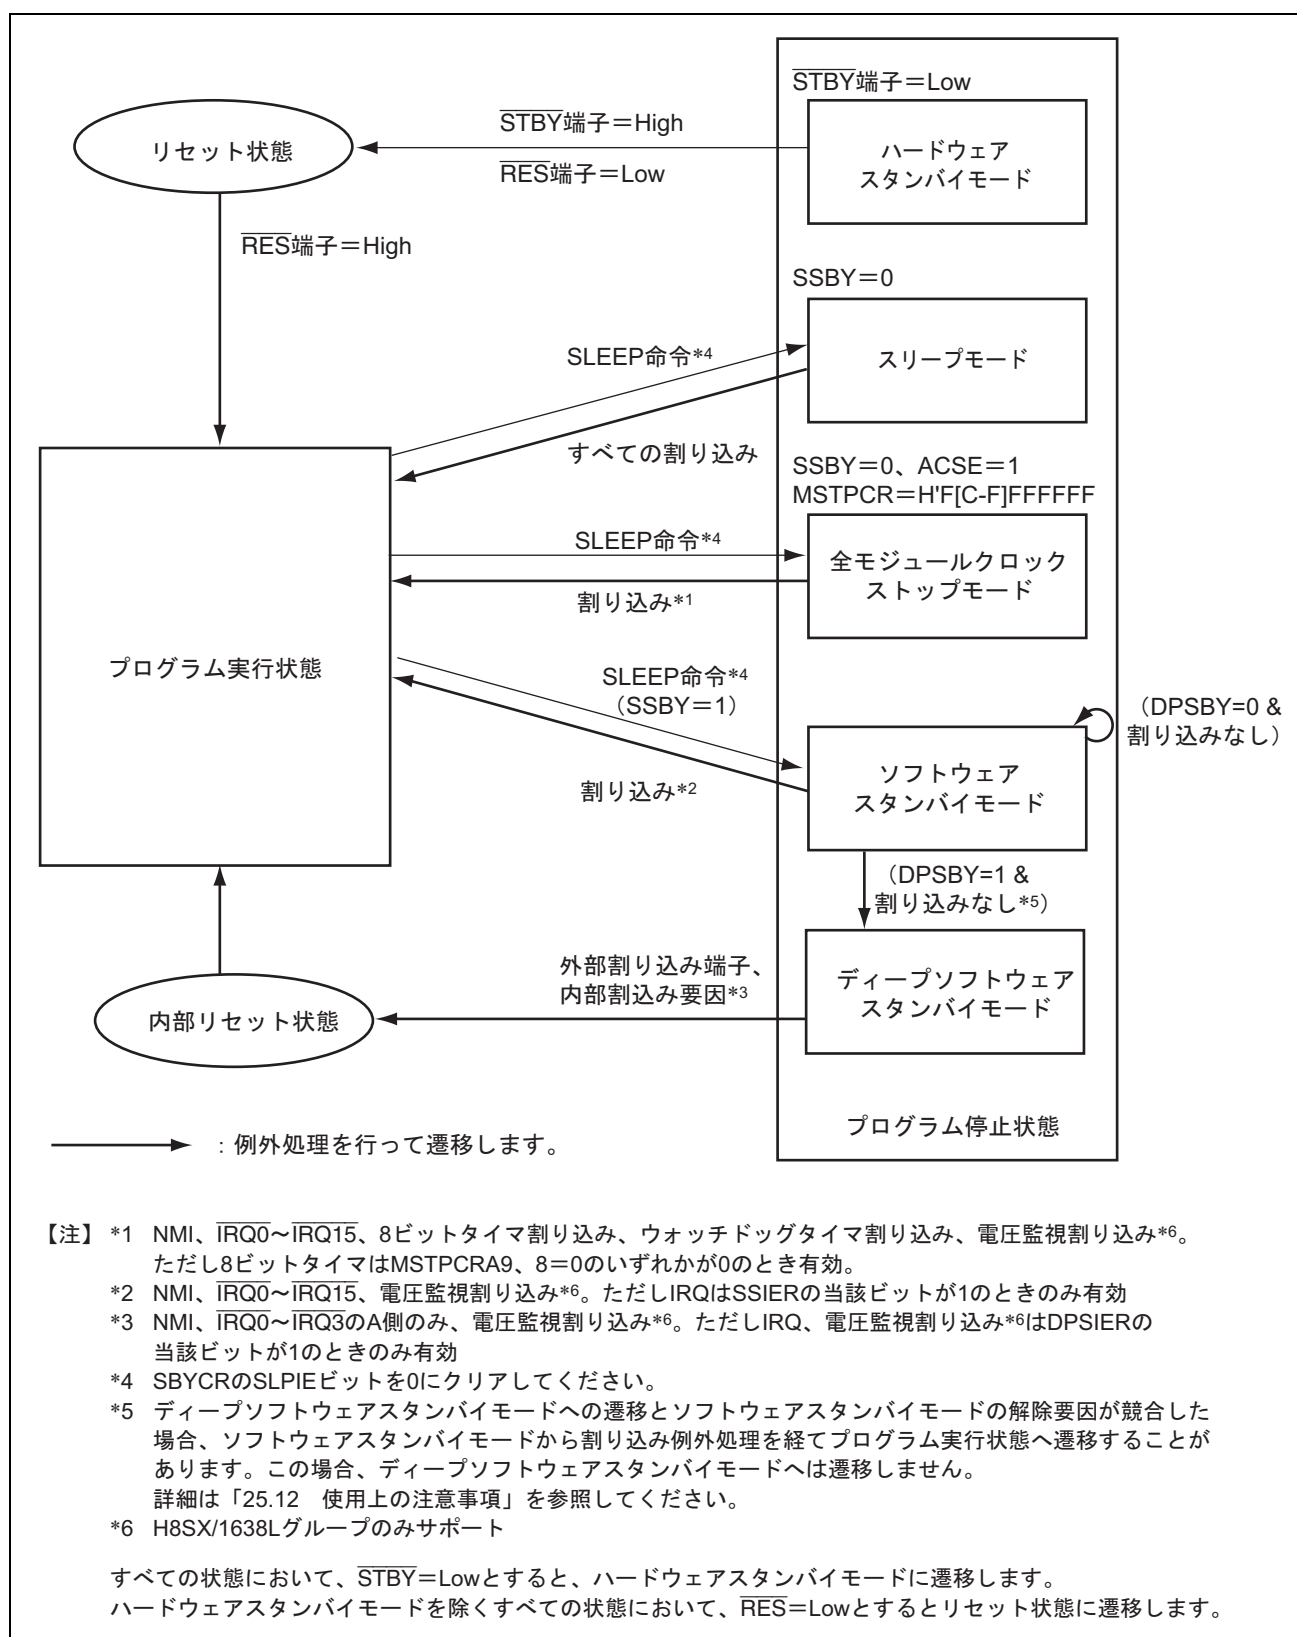 S̅T̅B̅Y̅端子＝Low
S̅T̅B̅Y̅端子＝High
リセット状態
ハードウェア
スタンバイモード
R̅E̅S̅端子＝Low
R̅E̅S̅端子＝High
SSBY＝0
SLEEP命令*4
スリープモード
すべての割り込み
SSBY＝0、ACSE＝1
MSTPCR＝H'F[C-F]FFFFFF
SLEEP命令*4
全モジュールクロック
ストップモード
割り込み*1
プログラム実行状態
SLEEP命令*4
（SSBY＝1）
（DPSBY=0 &
割り込みなし）
ソフトウェア
スタンバイモード
割り込み*2
（DPSBY=1 &
割り込みなし*5）
外部割り込み端子、
内部割込み要因*3
ディープソフトウェア
スタンバイモード
内部リセット状態
プログラム停止状態
：例外処理を行って遷移します。
【注】 *1 NMI、I̅R̅Q̅0̅～I̅R̅Q̅1̅5̅、8ビットタイマ割り込み、ウォッチドッグタイマ割り込み、電圧監視割り込み*6。
ただし8ビットタイマはMSTPCRA9、8＝0のいずれかが0のとき有効。
*2 NMI、I̅R̅Q̅0̅～I̅R̅Q̅1̅5̅、電圧監視割り込み*6。ただしIRQはSSIERの当該ビットが1のときのみ有効
*3 NMI、I̅R̅Q̅0̅～I̅R̅Q̅3̅のA側のみ、電圧監視割り込み*6。ただしIRQ、電圧監視割り込み*6はDPSIERの
当該ビットが1のときのみ有効
*4 SBYCRのSLPIEビットを0にクリアしてください。
*5 ディープソフトウェアスタンバイモードへの遷移とソフトウェアスタンバイモードの解除要因が競合した
場合、ソフトウェアスタンバイモードから割り込み例外処理を経てプログラム実行状態へ遷移することが
あります。この場合、ディープソフトウェアスタンバイモードへは遷移しません。
詳細は「25.12　使用上の注意事項」を参照してください。
*6 H8SX/1638Lグループのみサポート
すべての状態において、S̅T̅B̅Y̅＝Lowとすると、ハードウェアスタンバイモードに遷移します。
ハードウェアスタンバイモードを除くすべての状態において、R̅E̅S̅＝Lowとするとリセット状態に遷移します。